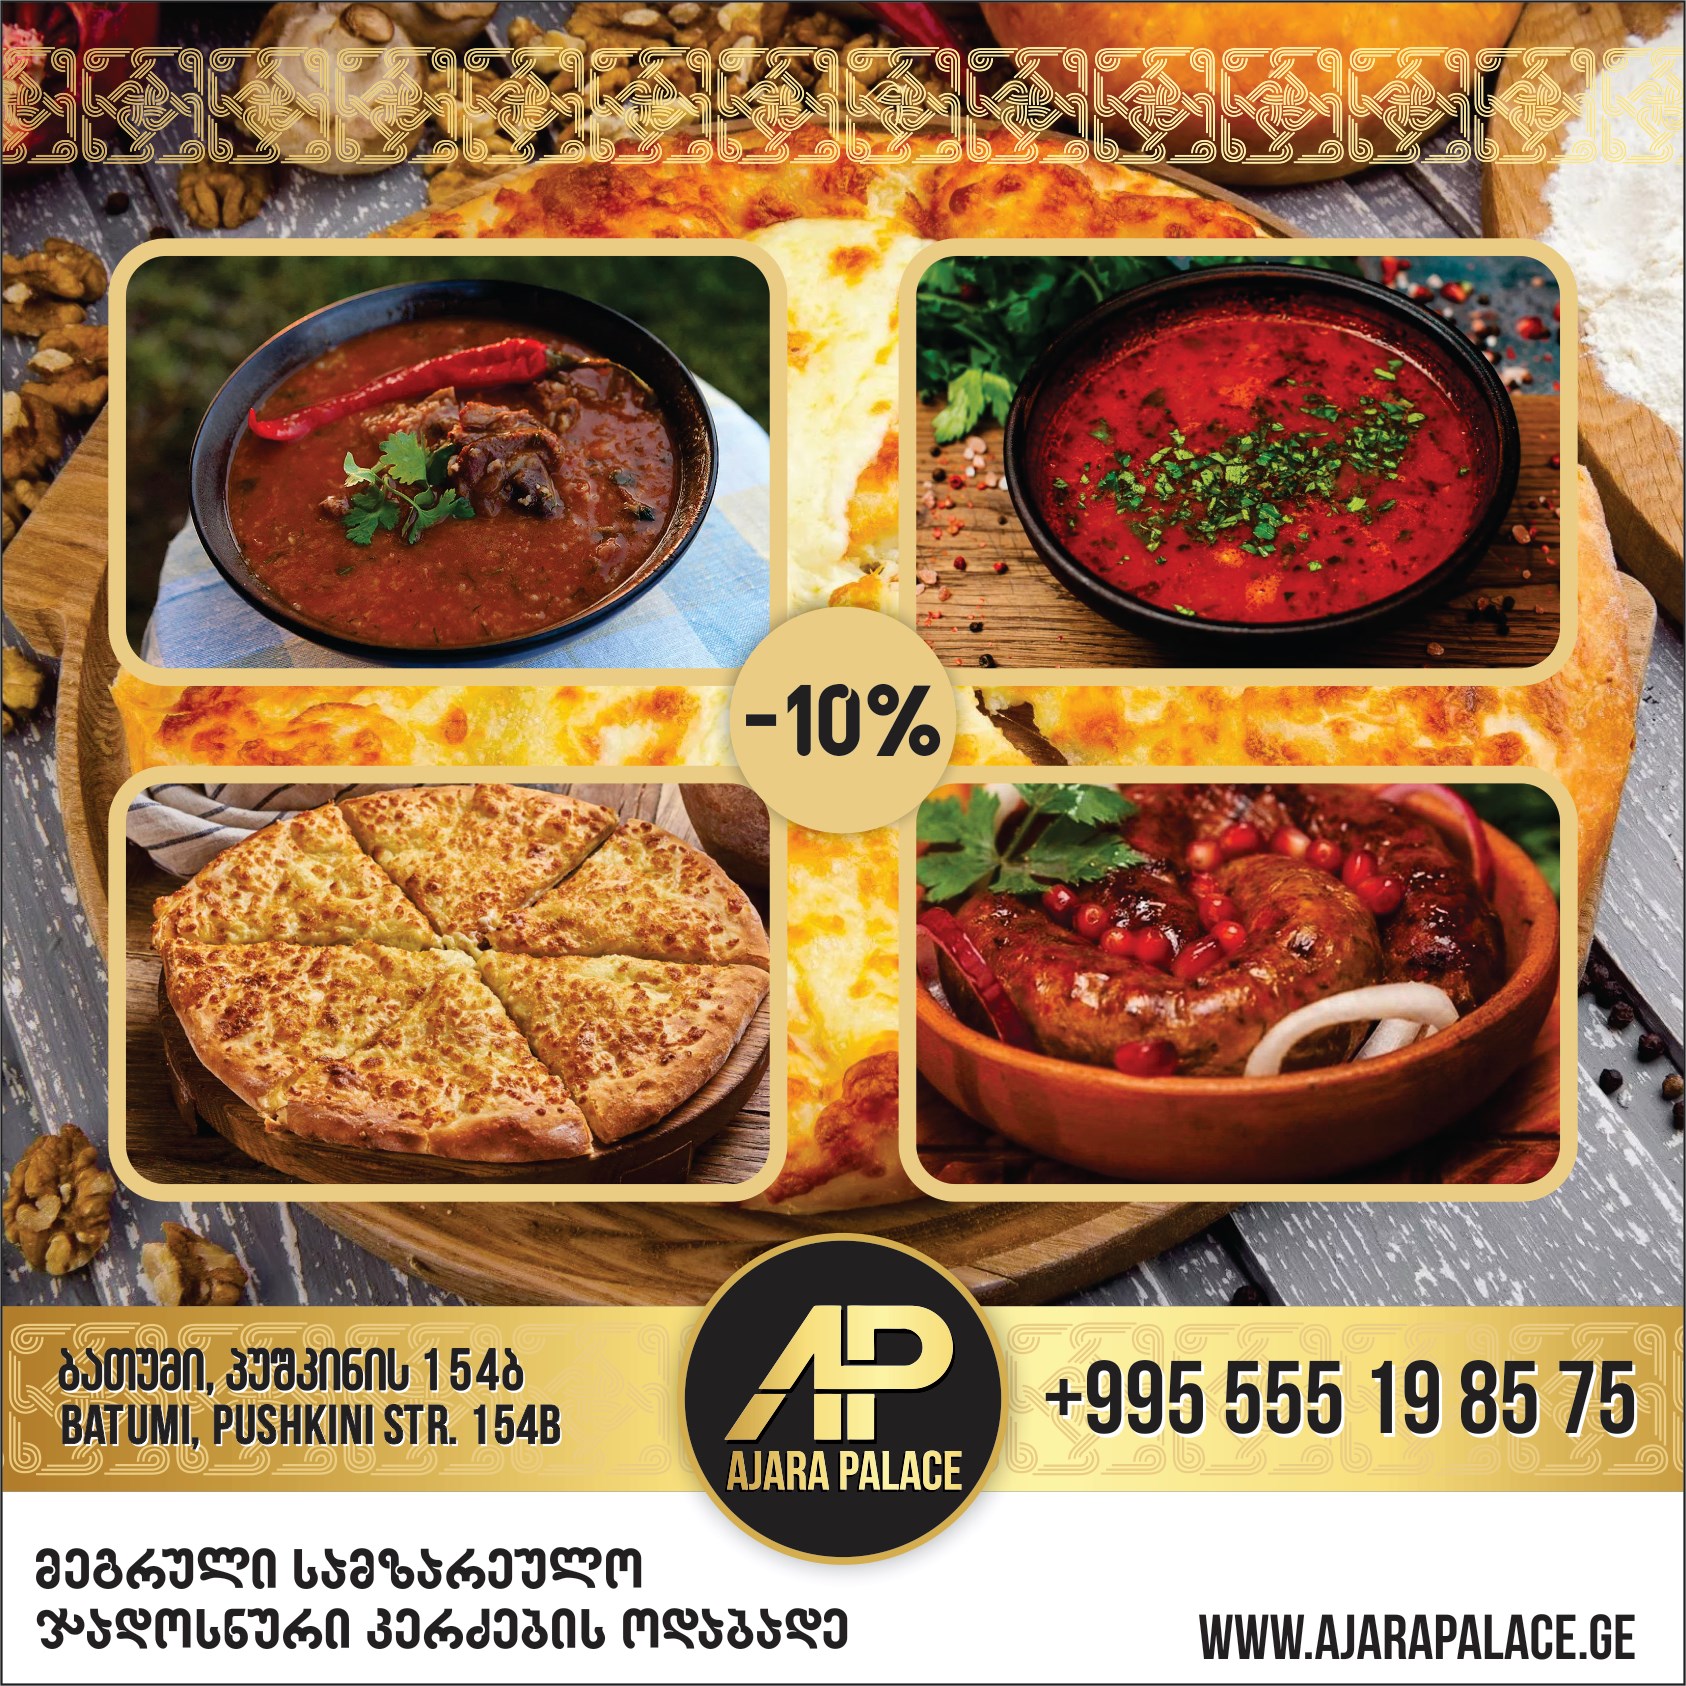 -10%
ბათუმი, პუშკინის 154ბ
BATUMI, PUSHKINI STR. 154B
AP
AJARA PALACE
+995 555 19 85 75
მეგრული სამზარეულო
ჯადოსნური კერძების ოდაბადე
WWW.AJARAPALACE.GE